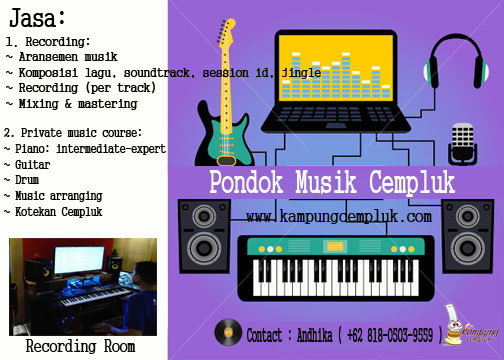 Jasa:
1. Recording:
~ Aransemen musik
~ Komposisi lagu, soundtrack, session id, jingle
~ Recording (per track)
~ Mixing & mastering
2. Private music course:
~ Piano: intermediate-expert
~ Guitar
~ Drum
~ Music arranging
~ Kotekan Cempluk
Recording Room
Pondok Musik Cempluk
www.kampungcempluk.com
Contact : Andhika ( +62 818-0503-9559 )
Kampung
Cempluk